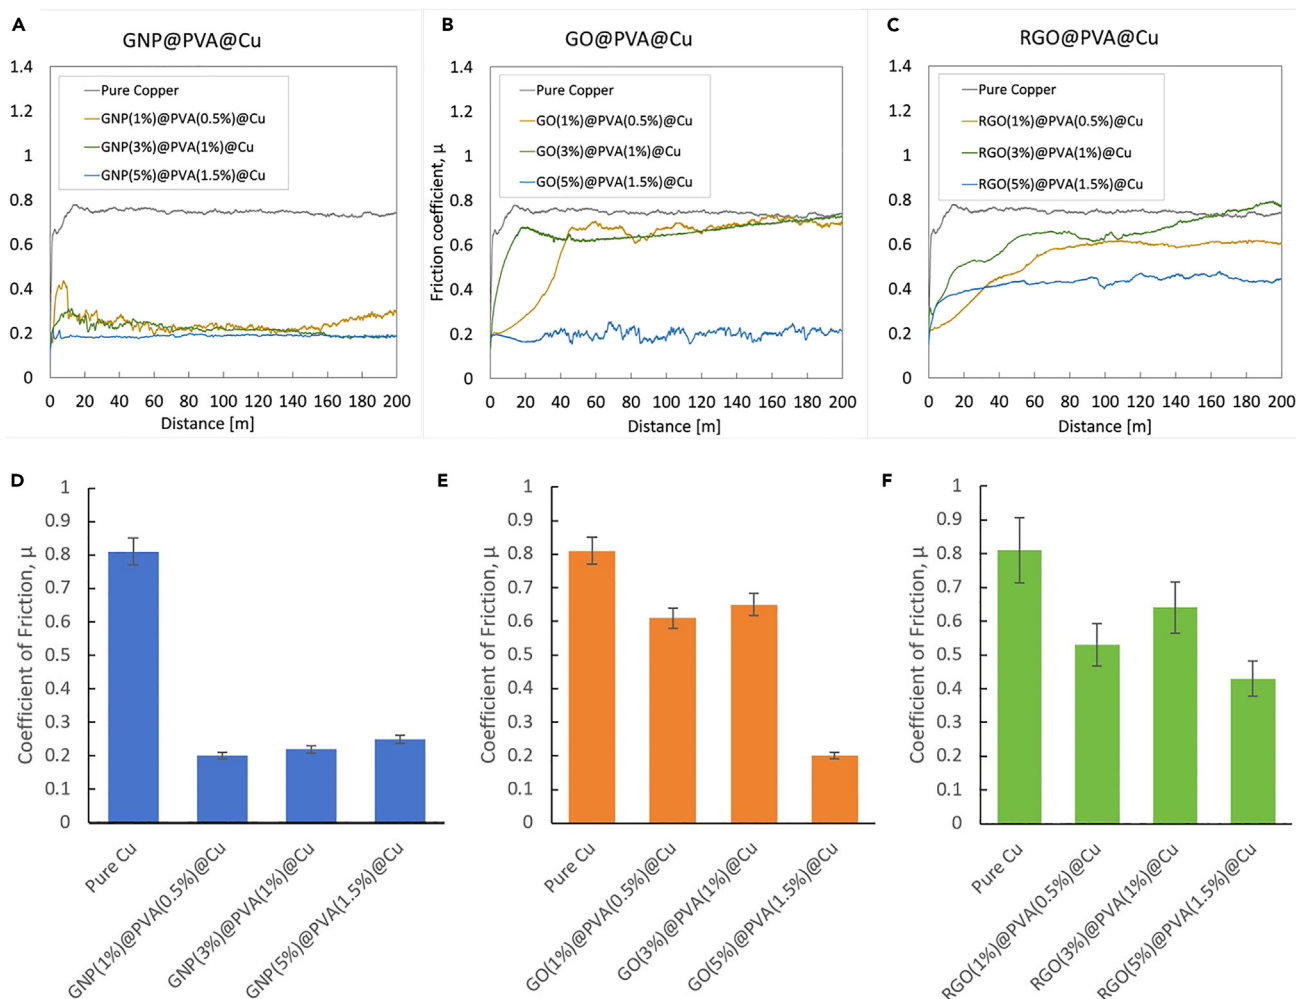 A
GNP@PVA@Cu
1.4
1.2
1
0.8
0.6
0.4
0.2
0
Pure Copper
GNP(1%)@PVA(0.5%)@Cu
GNP(3%)@PVA(1%)@Cu
GNP(5%)@PVA(1.5%)@Cu
0 20 40 60 80 100 120 140 160 180 200
Distance [m]
B
GO@PVA@Cu
Friction coefficient, μ
1.4
1.2
1
0.8
0.6
0.4
0.2
0
Pure Copper
GO(1%)@PVA(0.5%)@Cu
GO(3%)@PVA(1%)@Cu
GO(5%)@PVA(1.5%)@Cu
0 20 40 60 80 100 120 140 160 180 200
Distance [m]
C
RGO@PVA@Cu
1.4
1.2
1
0.8
0.6
0.4
0.2
0
Pure Copper
RGO(1%)@PVA(0.5%)@Cu
RGO(3%)@PVA(1%)@Cu
RGO(5%)@PVA(1.5%)@Cu
0 20 40 60 80 100 120 140 160 180 200
Distance [m]
D
Coefficient of Friction, μ
1
0.9
0.8
0.7
0.6
0.5
0.4
0.3
0.2
0.1
0
Pure Cu
GNP(1%)@PVA(0.5%)@Cu
GNP(3%)@PVA(1%)@Cu
GNP(5%)@PVA(1.5%)@Cu
E
Coefficient of Friction, μ
1
0.9
0.8
0.7
0.6
0.5
0.4
0.3
0.2
0.1
0
Pure Cu
GO(1%)@PVA(0.5%)@Cu
GO(3%)@PVA(1%)@Cu
GO(5%)@PVA(1.5%)@Cu
F
Coefficient of Friction, μ
1
0.9
0.8
0.7
0.6
0.5
0.4
0.3
0.2
0.1
0
Pure Cu
RGO(1%)@PVA(0.5%)@Cu
RGO(3%)@PVA(1%)@Cu
RGO(5%)@PVA(1.5%)@Cu